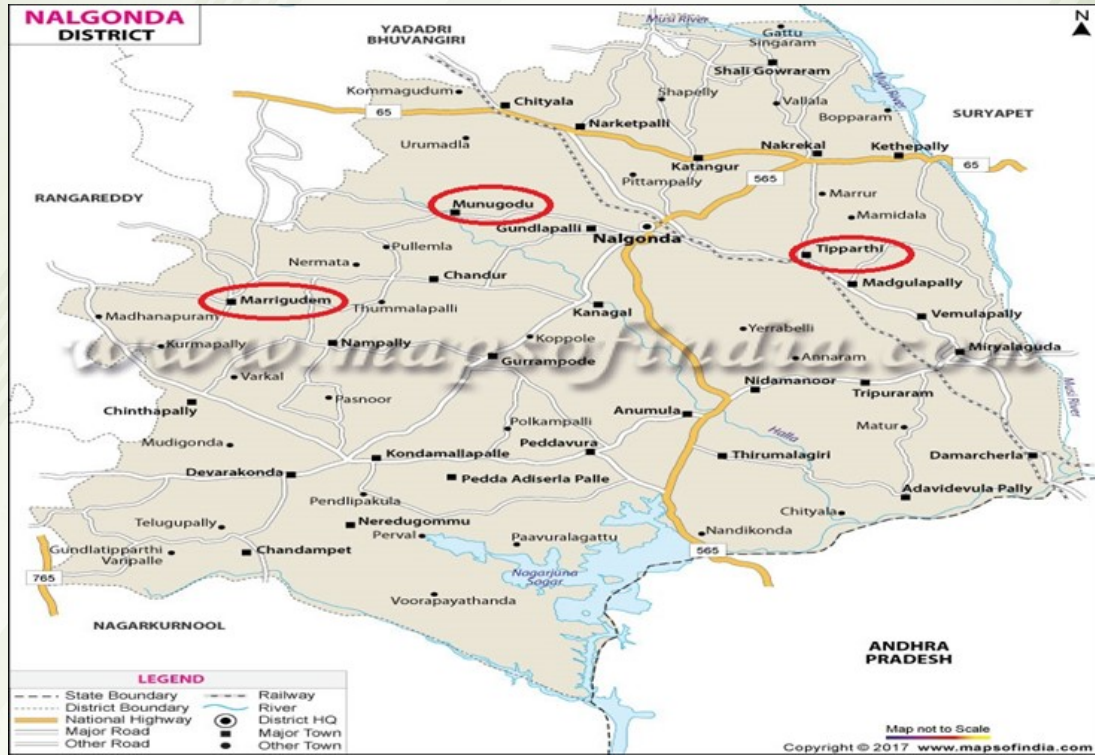 NALGONDA
DISTRICT
YADADRI
BHUVANGIRI
Musi River
Gattu
Singaram
N
Shali Gowraram
Kommagudum
Chityala
Shapelly
Vallala
Musi River
65
Bopparam
SURYAPET
Narketpalli
Urumadla
Nakrekal
Kethepally
Katangur
65
565
Pittampally
RANGAREDDY
Marrur
Munugodu
Mamidala
Gundlapalli
Nalgonda
Pullemla
Tipparthi
Nermata
Chandur
Madgulapally
Marrigudem
Thummalapalli
Kanagal
Madhanapuram
Vemulapally
Yerrabelli
Koppole
Kurmapally
Nampally
Miryalaguda
www.mapsofindia.com
Gurrampode
Annaram
Varkal
Nidamanoor
Tripuraram
Musi River
Pasnoor
Chinthapally
Anumula
Polkampalli
Matur
Halla
Mudigonda
Peddavura
Kondamallapalle
Thirumalagiri
Damarcherla
Devarakonda
Pedda Adiserla Palle
Adavidevula Pally
Pendlipakula
Chityala
Telugupally
Neredugommu
Perval
Nandikonda
Paavuralagattu
Gundlatipparthi
Varipalle
Chandampet
565
765
Nagarjuna
Sagar
Voorapayathanda
NAGARKURNOOL
ANDHRA
PRADESH
LEGEND
State Boundary
Railway
District Boundary
River
National Highway
District HQ
Major Road
Major Town
Other Road
Other Town
Map not to Scale
Copyright © 2017 www.mapsofindia.com